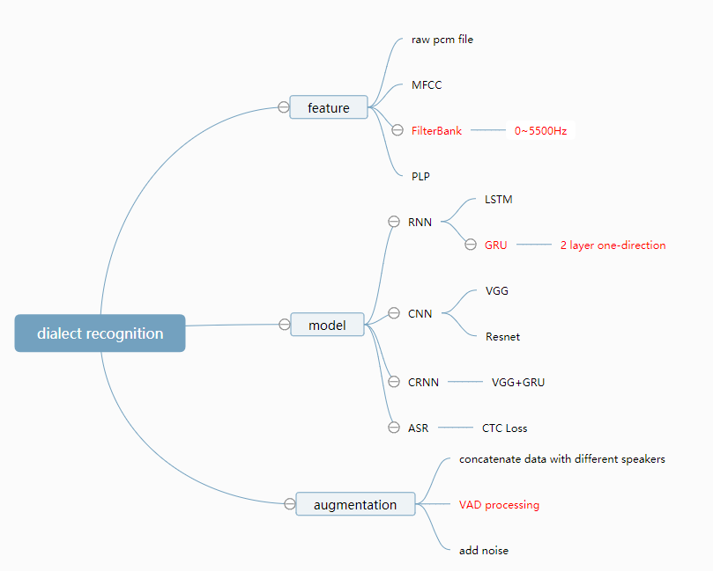 raw pcm file
MFCC
feature
FilterBank
0~5500Hz
PLP
LSTM
RNN
GRU
2 layer one-direction
VGG
CNN
dialect recognition
model
Resnet
CRNN
VGG+GRU
ASR
CTC Loss
concatenate data with different speakers
augmentation
VAD processing
add noise